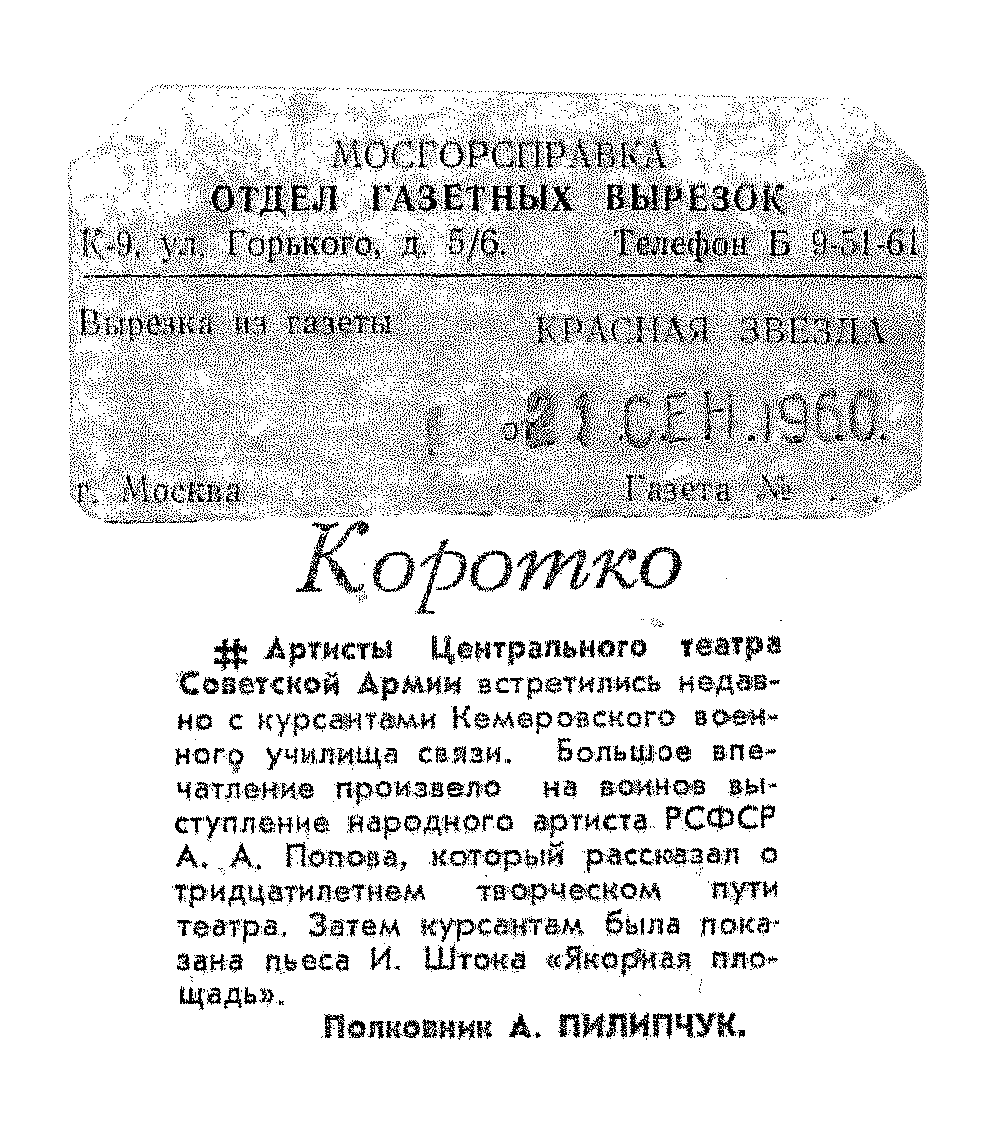 МОСГОРСПРАВКА
ОТДЕЛ ГАЗЕТНЫХ ВЫРЕЗОК
К-9, ул. Горького, д. 5/6. Телефон Б 9-51-61
Вырезка из газеты КРАСНАЯ ЗВЕЗДА
от 21 СЕН. 1960.
г. Москва Газета № . .
Коротко
Артисты Центрального театра
Советской Армии встретились недав-
но с курсантами Кемеровского воен-
ного училища связи. Большое впе-
чатление произвело на воинов вы-
ступление народного артиста РСФСР
А. А. Попова, который рассказал о
тридцатилетнем творческом пути
театра. Затем курсантам была пока-
зана пьеса И. Штока «Якорная пло-
щадь».
Полковник А. ПИЛИПЧУК.